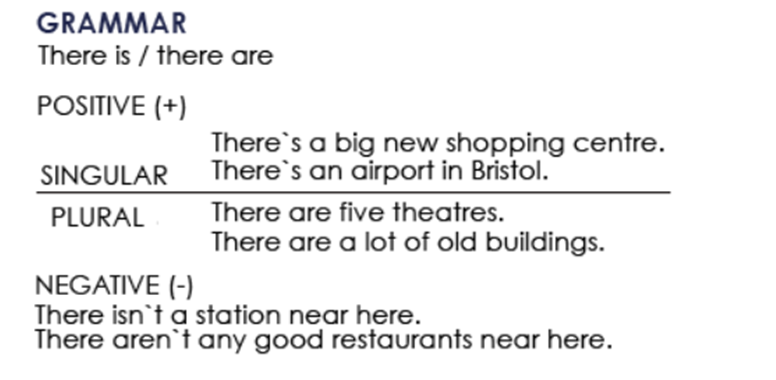 GRAMMAR
There is / there are
POSITIVE (+)
There`s a big new shopping centre.
SINGULAR There`s an airport in Bristol.
PLURAL There are five theatres.
There are a lot of old buildings.
NEGATIVE (-)
There isn`t a station near here.
There aren`t any good restaurants near here.